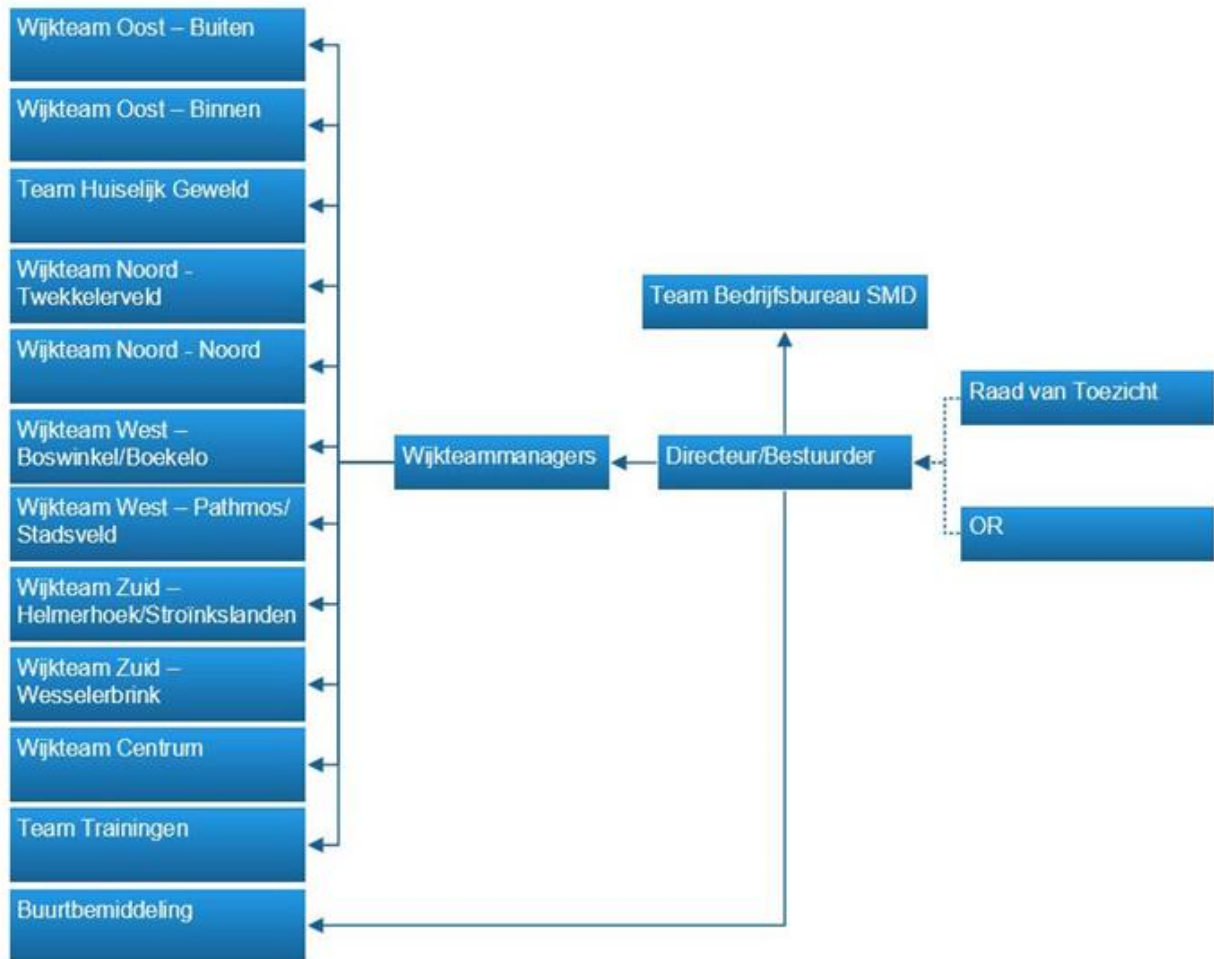 Wijkteam Oost – Buiten
Wijkteam Oost – Binnen
Team Huiselijk Geweld
Wijkteam Noord -
Twekkelerveld
Wijkteam Noord - Noord
Wijkteam West –
Boswinkel/Boekelo
Wijkteam West – Pathmos/
Stadsveld
Wijkteam Zuid –
Helmerhoek/Stroïnkslanden
Wijkteam Zuid –
Wesselerbrink
Wijkteam Centrum
Team Trainingen
Buurtbemiddeling
Wijkteammanagers
Team Bedrijfsbureau SMD
Directeur/Bestuurder
Raad van Toezicht
OR